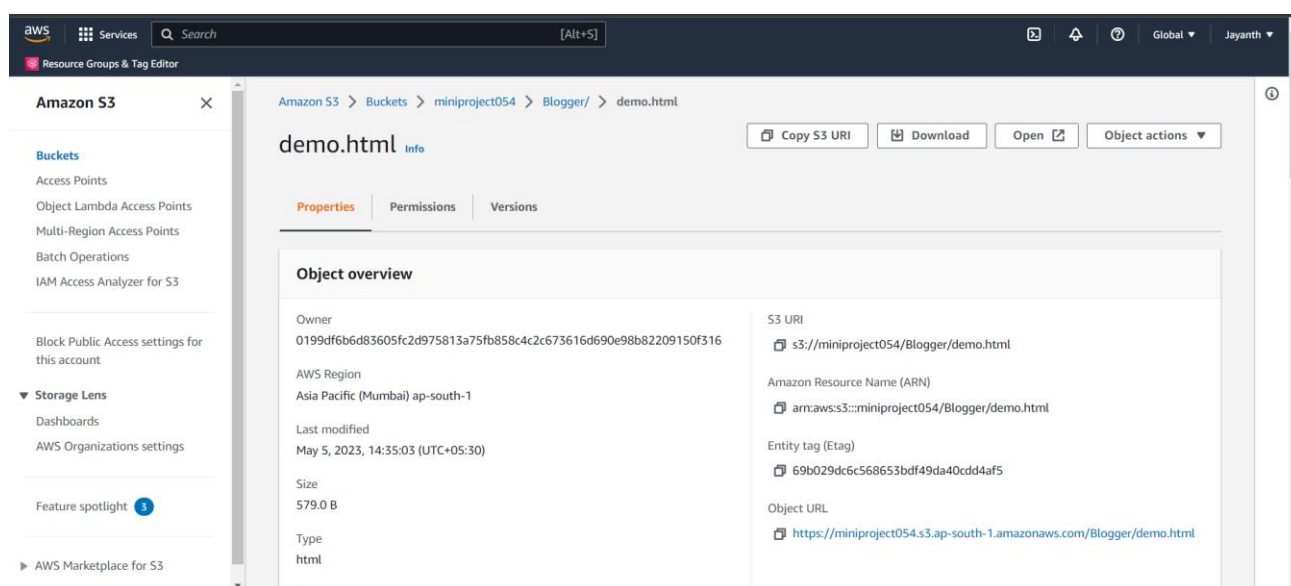 aws Services Search [Alt+S] Global ▼ Jayanth ▼
Resource Groups & Tag Editor
Amazon S3
Buckets
Access Points
Object Lambda Access Points
Multi-Region Access Points
Batch Operations
IAM Access Analyzer for S3
Block Public Access settings for
this account
▼ Storage Lens
Dashboards
AWS Organizations settings
Feature spotlight 3
▶ AWS Marketplace for S3
Amazon S3 > Buckets > miniproject054 > Blogger/ > demo.html
demo.html Info
Copy S3 URI Download Open Object actions ▼
Properties Permissions Versions
Object overview
Owner
0199df6b6d83605fc2d975813a75fb858c4c2c673616d690e98b82209150f316
AWS Region
Asia Pacific (Mumbai) ap-south-1
Last modified
May 5, 2023, 14:35:03 (UTC+05:30)
Size
579.0 B
Type
html
S3 URI
s3://miniproject054/Blogger/demo.html
Amazon Resource Name (ARN)
arn:aws:s3:::miniproject054/Blogger/demo.html
Entity tag (Etag)
69b029dc6c568653bdf49da40cdd4af5
Object URL
https://miniproject054.s3.ap-south-1.amazonaws.com/Blogger/demo.html